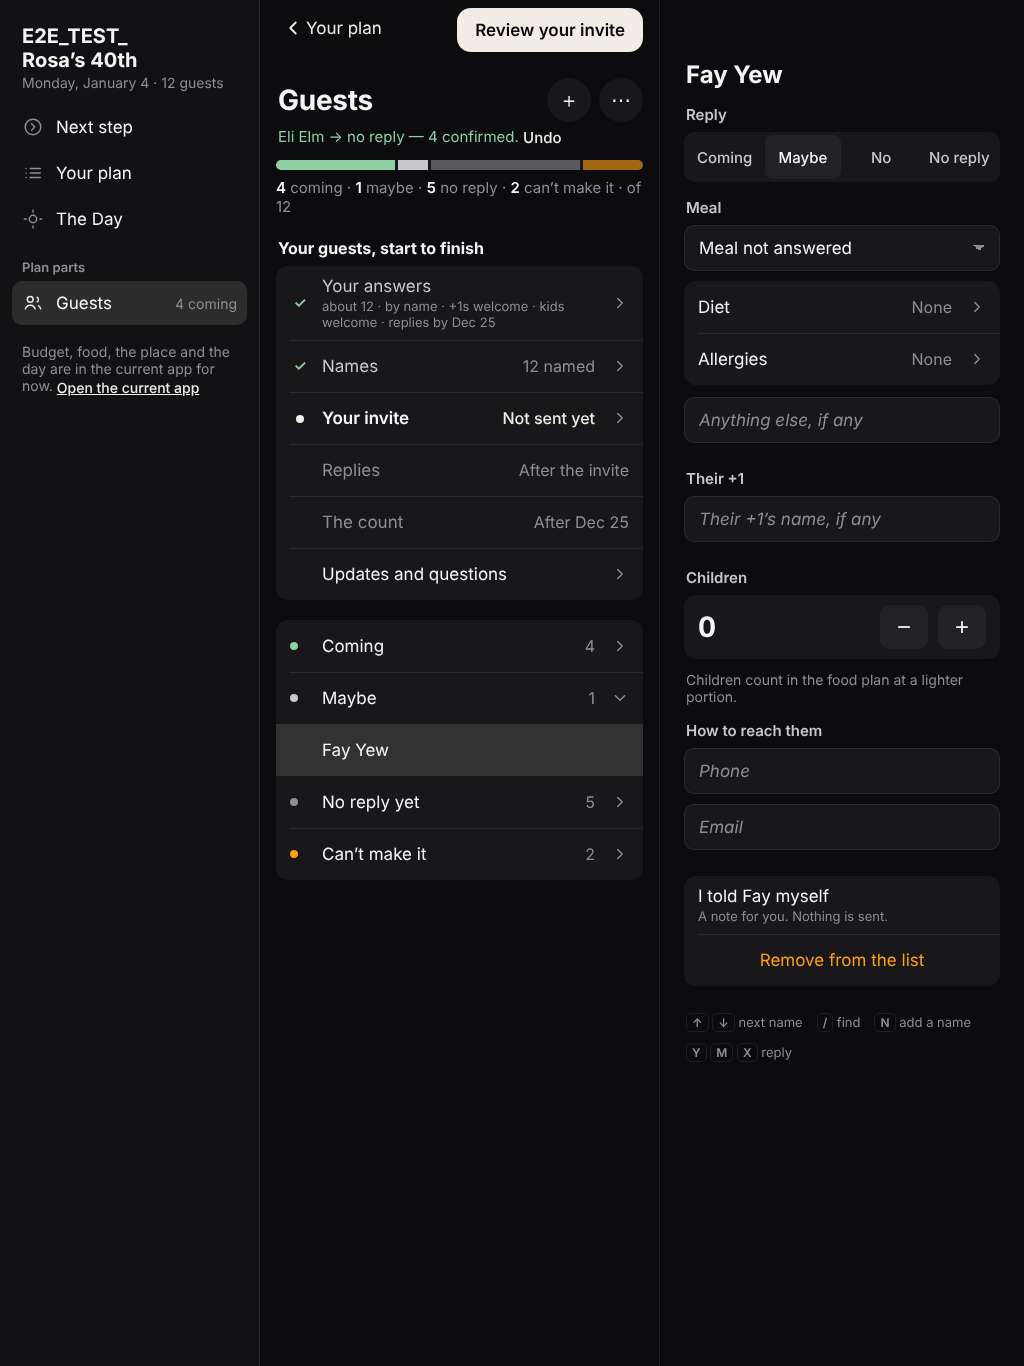 E2E_TEST_
Rosa’s 40th
Monday, January 4 · 12 guests
Next step
Your plan
The Day
Plan parts
Guests 4 coming
Budget, food, the place and the
day are in the current app for
now. Open the current app
Your plan
Review your invite
Guests
+ ···
Eli Elm → no reply — 4 confirmed. Undo
4 coming · 1 maybe · 5 no reply · 2 can’t make it · of
12
Your guests, start to finish
Your answers
about 12 · by name · +1s welcome · kids
welcome · replies by Dec 25
Names 12 named
Your invite Not sent yet
Replies After the invite
The count After Dec 25
Updates and questions
Coming 4
Maybe 1
Fay Yew
No reply yet 5
Can’t make it 2
Fay Yew
Reply
Coming Maybe No No reply
Meal
Meal not answered
Diet None
Allergies None
Anything else, if any
Their +1
Their +1’s name, if any
Children
0 − +
Children count in the food plan at a lighter
portion.
How to reach them
Phone
Email
I told Fay myself
A note for you. Nothing is sent.
Remove from the list
↑ ↓ next name / find N add a name
Y M X reply